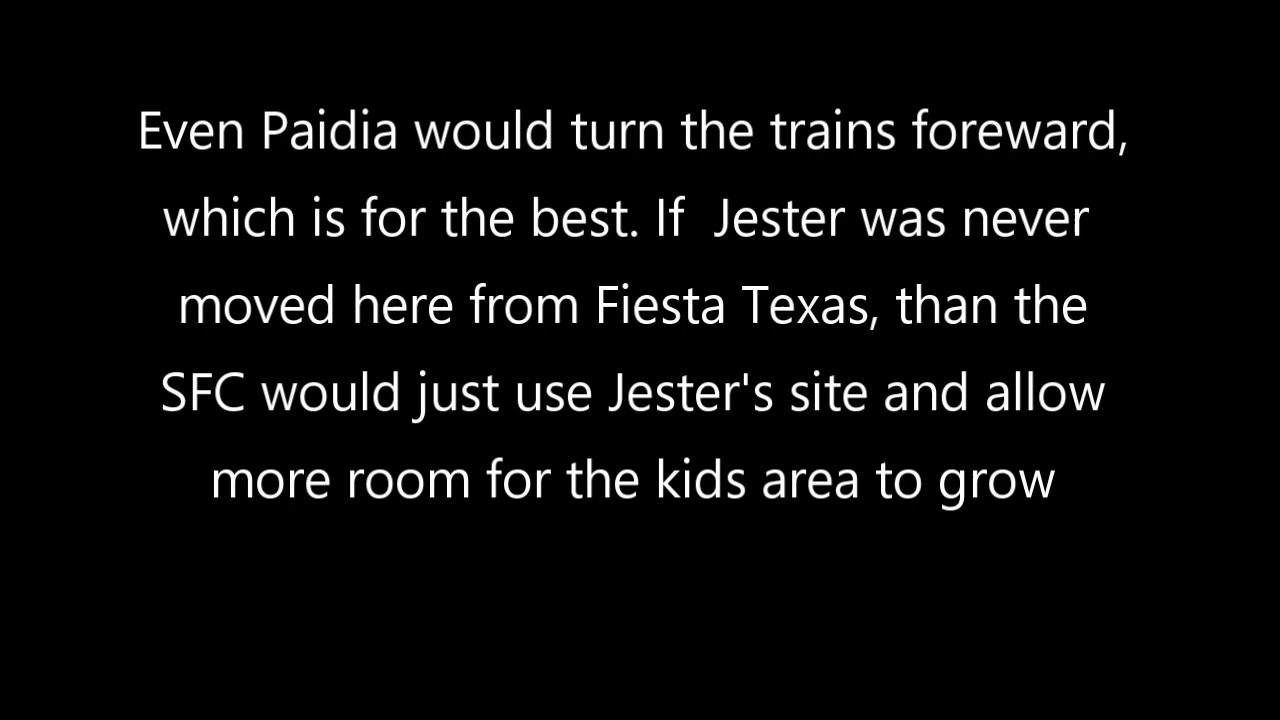 Even Paidia would turn the trains foreward,
which is for the best. If  Jester was never
moved here from Fiesta Texas, than the
SFC would just use Jester's site and allow
more room for the kids area to grow